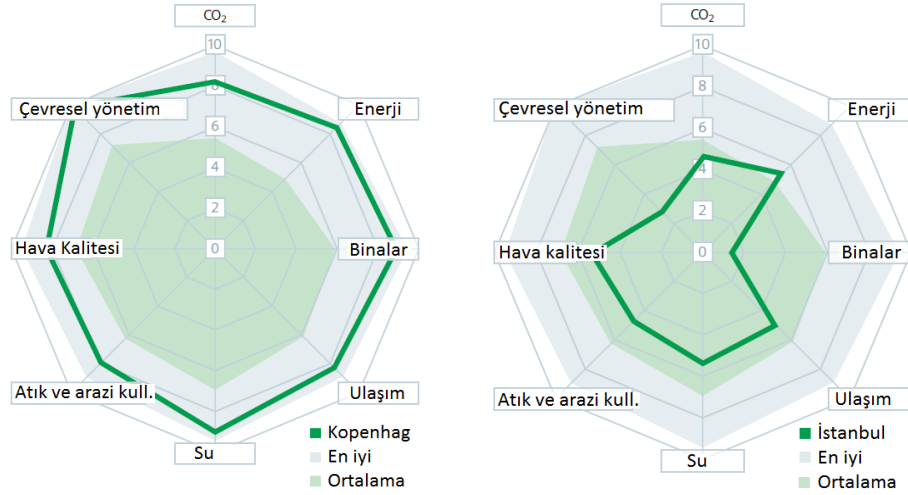 CO₂
10
8
6
4
2
0
Çevresel yönetim
Enerji
Hava Kalitesi
Binalar
Atık ve arazi kull.
Ulaşım
Su
Kopenhag
En iyi
Ortalama
CO₂
10
8
6
4
2
0
Çevresel yönetim
Enerji
Hava kalitesi
Binalar
Atık ve arazi kull.
Ulaşım
Su
İstanbul
En iyi
Ortalama